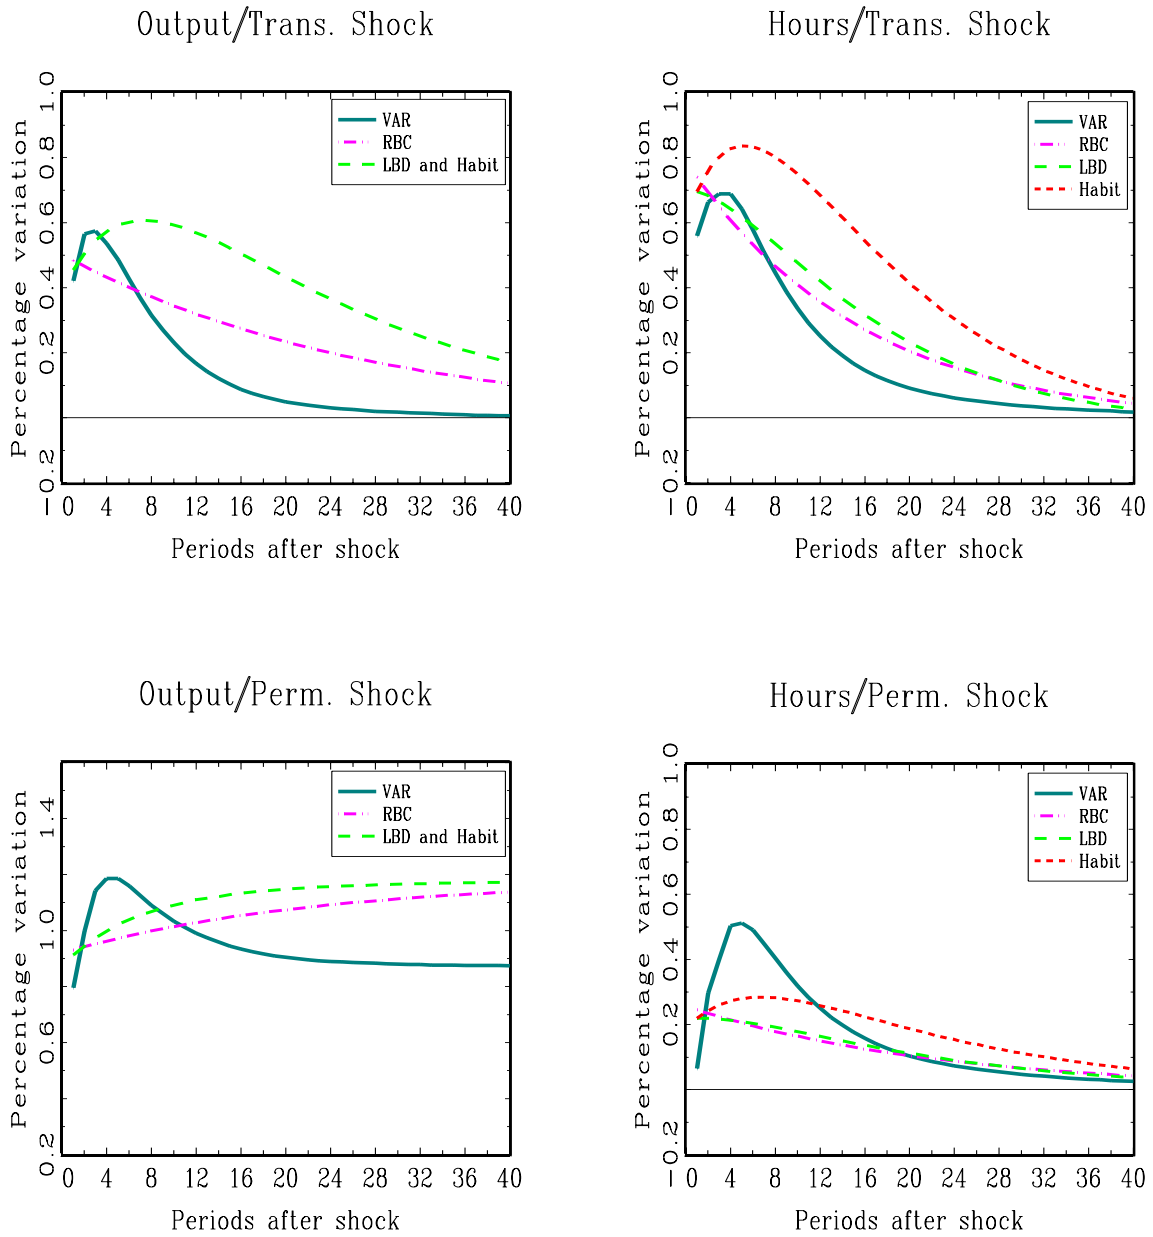 Output/Trans. Shock
Percentage variation
1.0
0.8
0.6
0.4
0.2
-0.2
VAR
RBC
LBD and Habit
0 4 8 12 16 20 24 28 32 36 40
Periods after shock
Hours/Trans. Shock
Percentage variation
1.0
0.8
0.6
0.4
0.2
-0.2
VAR
RBC
LBD
Habit
0 4 8 12 16 20 24 28 32 36 40
Periods after shock
Output/Perm. Shock
Percentage variation
1.4
1.0
0.6
0.2
VAR
RBC
LBD and Habit
0 4 8 12 16 20 24 28 32 36 40
Periods after shock
Hours/Perm. Shock
Percentage variation
1.0
0.8
0.6
0.4
0.2
-0.2
VAR
RBC
LBD
Habit
0 4 8 12 16 20 24 28 32 36 40
Periods after shock